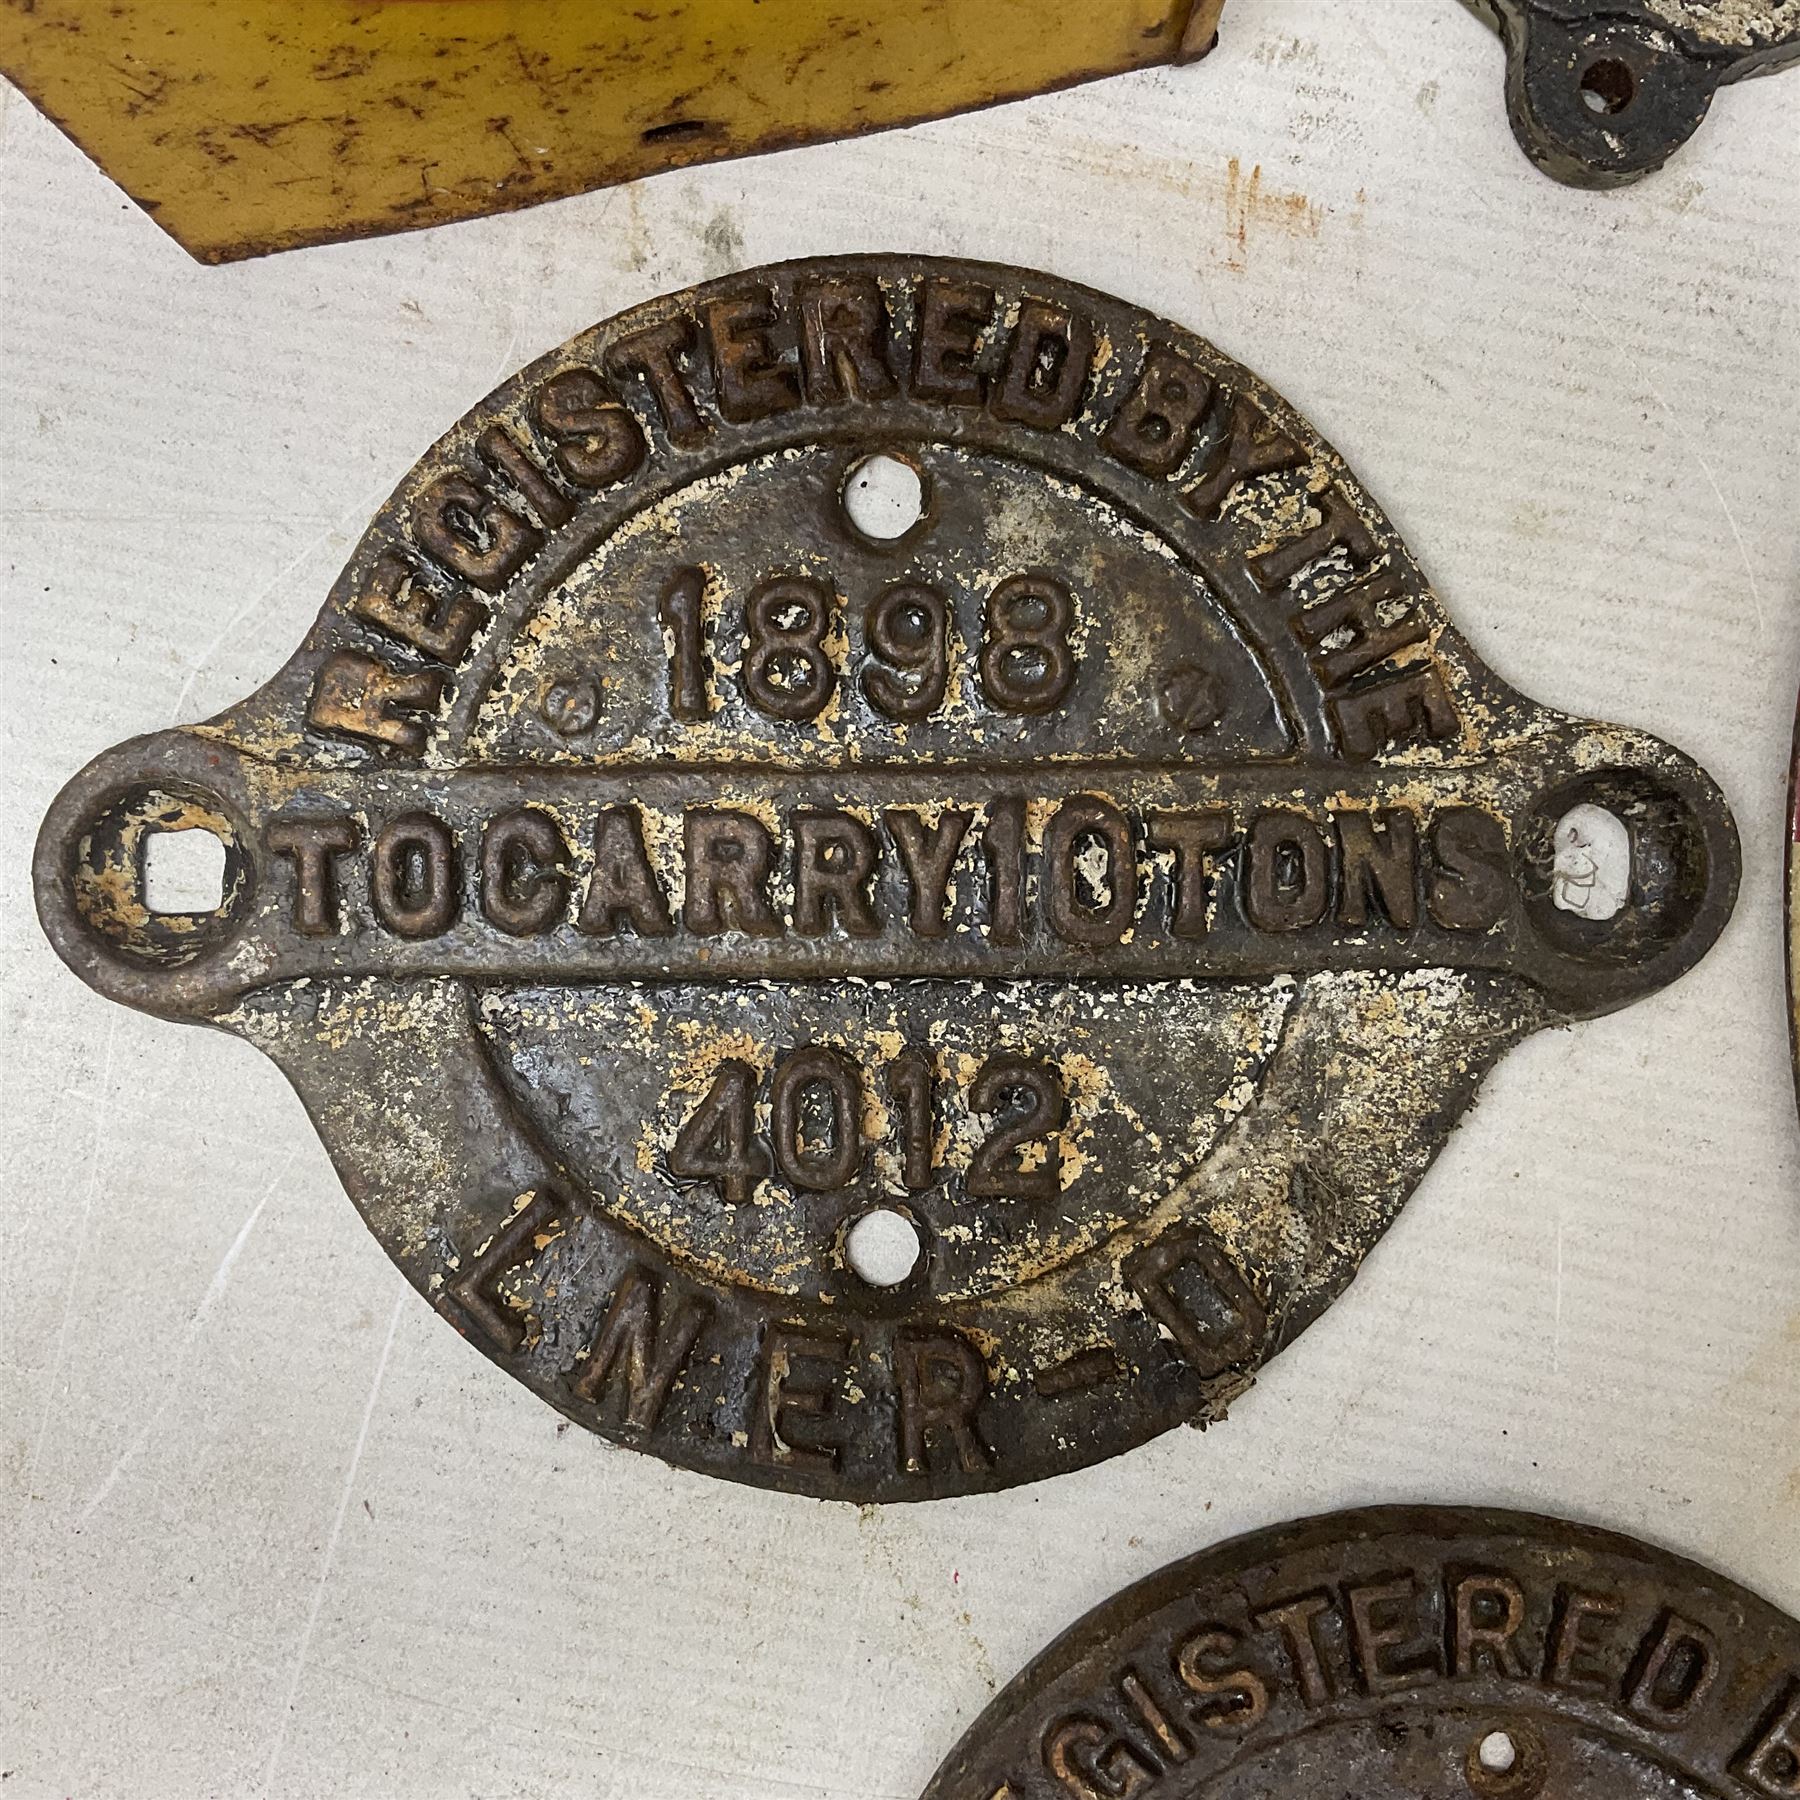 REGISTERED BY THE
1898
TO CARRY 10 TONS
4012
LNER-D
GISTERED B